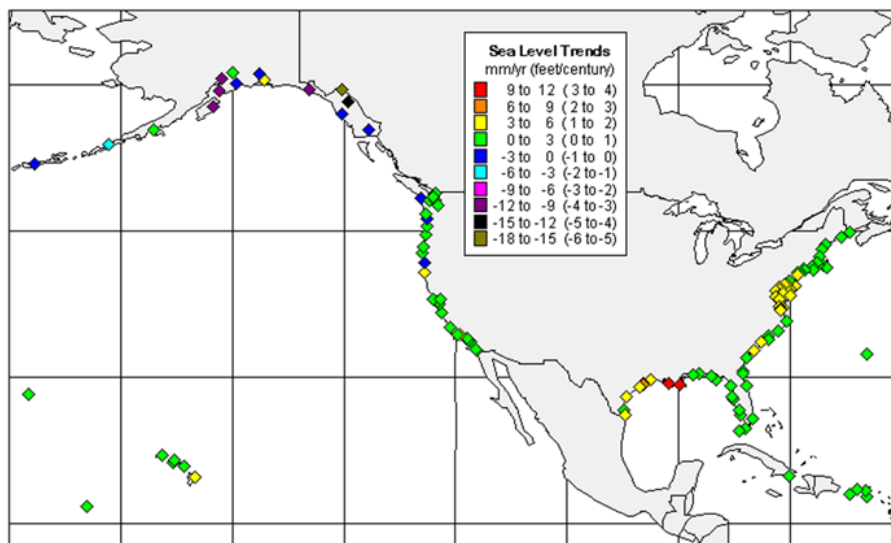 Sea Level Trends
mm/yr (feet/century)
9 to 12 (3 to 4)
6 to 9 (2 to 3)
3 to 6 (1 to 2)
0 to 3 (0 to 1)
-3 to 0 (-1 to 0)
-6 to -3 (-2 to -1)
-9 to -6 (-3 to -2)
-12 to -9 (-4 to -3)
-15 to -12 (-5 to -4)
-18 to -15 (-6 to -5)